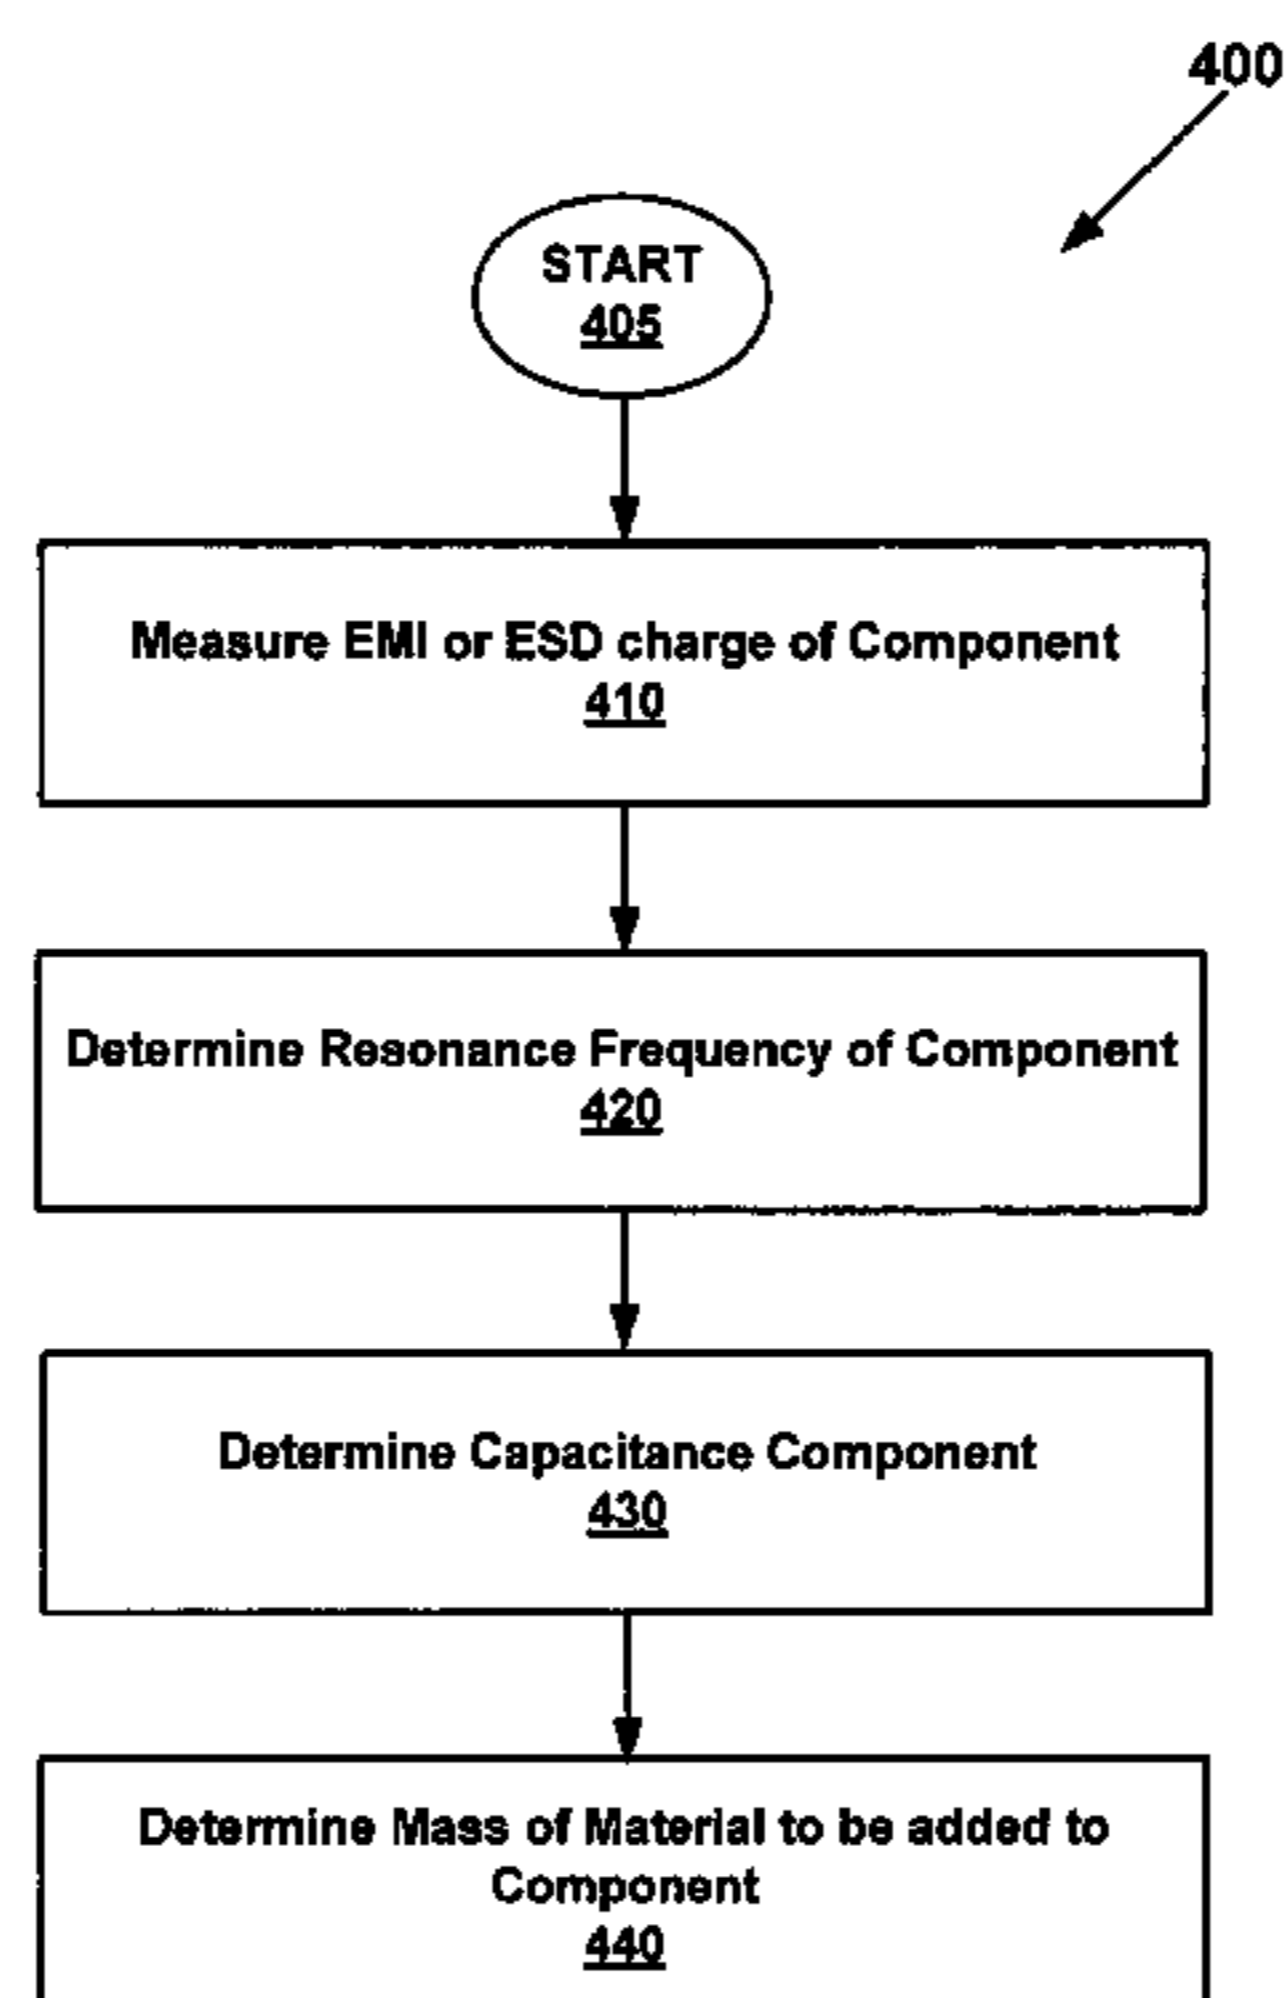 400
START
405
Measure EMI or ESD charge of Component
410
Determine Resonance Frequency of Component
420
Determine Capacitance Component
430
Determine Mass of Material to be added to
Component
440